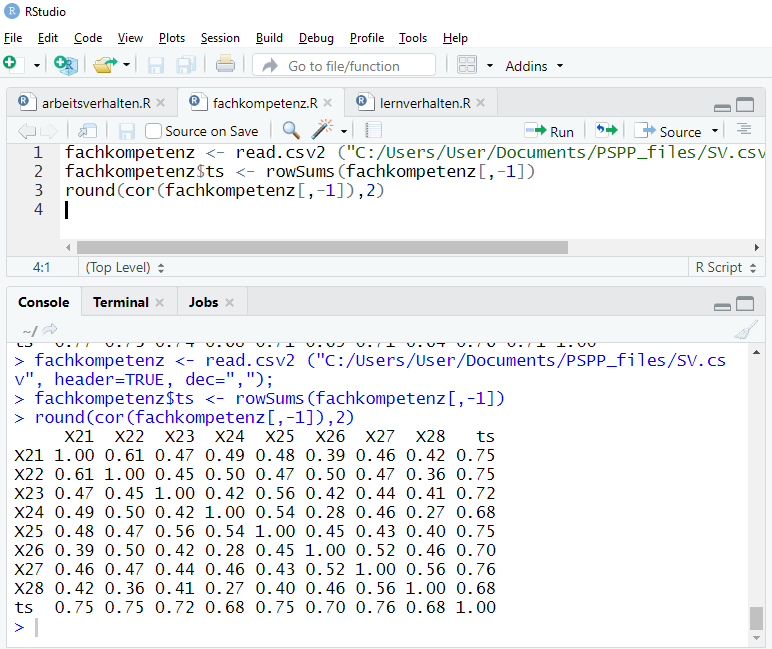 RStudio
File Edit Code View Plots Session Build Debug Profile Tools Help
Go to file/function Addins
arbeitsverhalten.R fachkompetenz.R lernverhalten.R
Source on Save Run Source
1 fachkompetenz <- read.csv2 ("C:/Users/User/Documents/PSPP_files/SV.csv
2 fachkompetenz$ts <- rowSums(fachkompetenz[,-1])
3 round(cor(fachkompetenz[,-1]),2)
4
4:1 (Top Level) R Script
Console Terminal Jobs
~/
> fachkompetenz <- read.csv2 ("C:/Users/User/Documents/PSPP_files/SV.cs
v", header=TRUE, dec=",");
> fachkompetenz$ts <- rowSums(fachkompetenz[,-1])
> round(cor(fachkompetenz[,-1]),2)
X21 X22 X23 X24 X25 X26 X27 X28 ts
X21 1.00 0.61 0.47 0.49 0.48 0.39 0.46 0.42 0.75
X22 0.61 1.00 0.45 0.50 0.47 0.50 0.47 0.36 0.75
X23 0.47 0.45 1.00 0.42 0.56 0.42 0.44 0.41 0.72
X24 0.49 0.50 0.42 1.00 0.54 0.28 0.46 0.27 0.68
X25 0.48 0.47 0.56 0.54 1.00 0.45 0.43 0.40 0.75
X26 0.39 0.50 0.42 0.28 0.45 1.00 0.52 0.46 0.70
X27 0.46 0.47 0.44 0.46 0.43 0.52 1.00 0.56 0.76
X28 0.42 0.36 0.41 0.27 0.40 0.46 0.56 1.00 0.68
ts 0.75 0.75 0.72 0.68 0.75 0.70 0.76 0.68 1.00
>